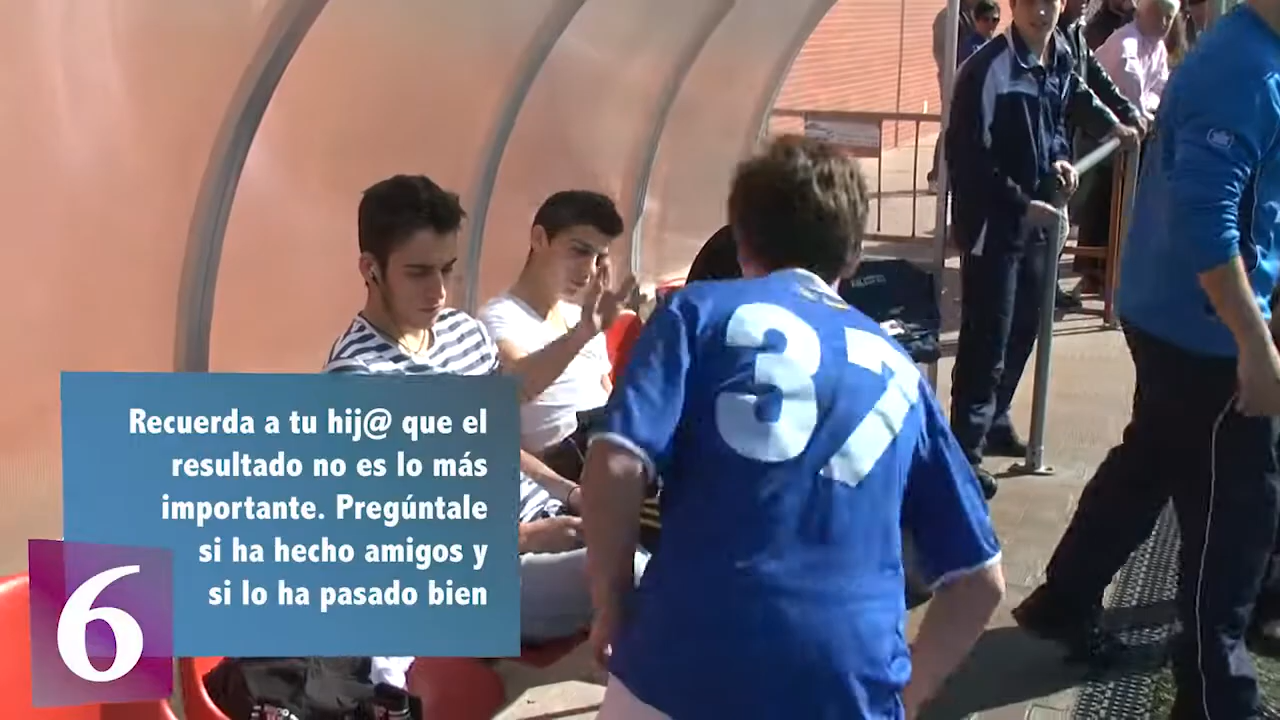 37
Recuerda a tu hij@ que el
resultado no es lo más
importante. Pregúntale
si ha hecho amigos y
si lo ha pasado bien
6